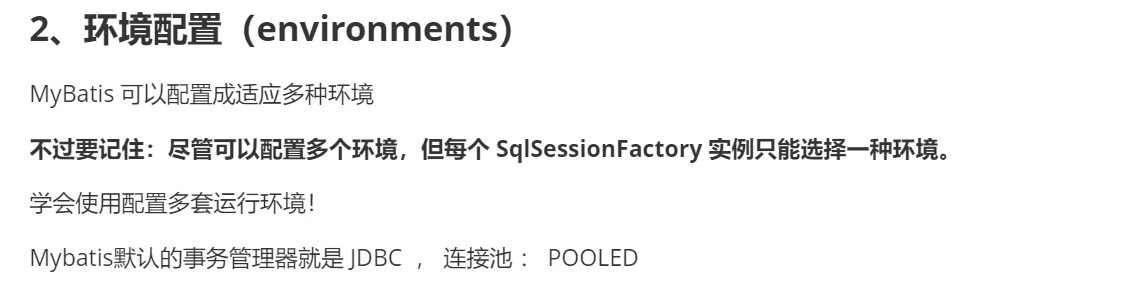 2、环境配置（environments）
MyBatis 可以配置成适应多种环境
不过要记住：尽管可以配置多个环境，但每个 SqlSessionFactory 实例只能选择一种环境。
学会使用配置多套运行环境！
Mybatis默认的事务管理器就是 JDBC ， 连接池 ： POOLED